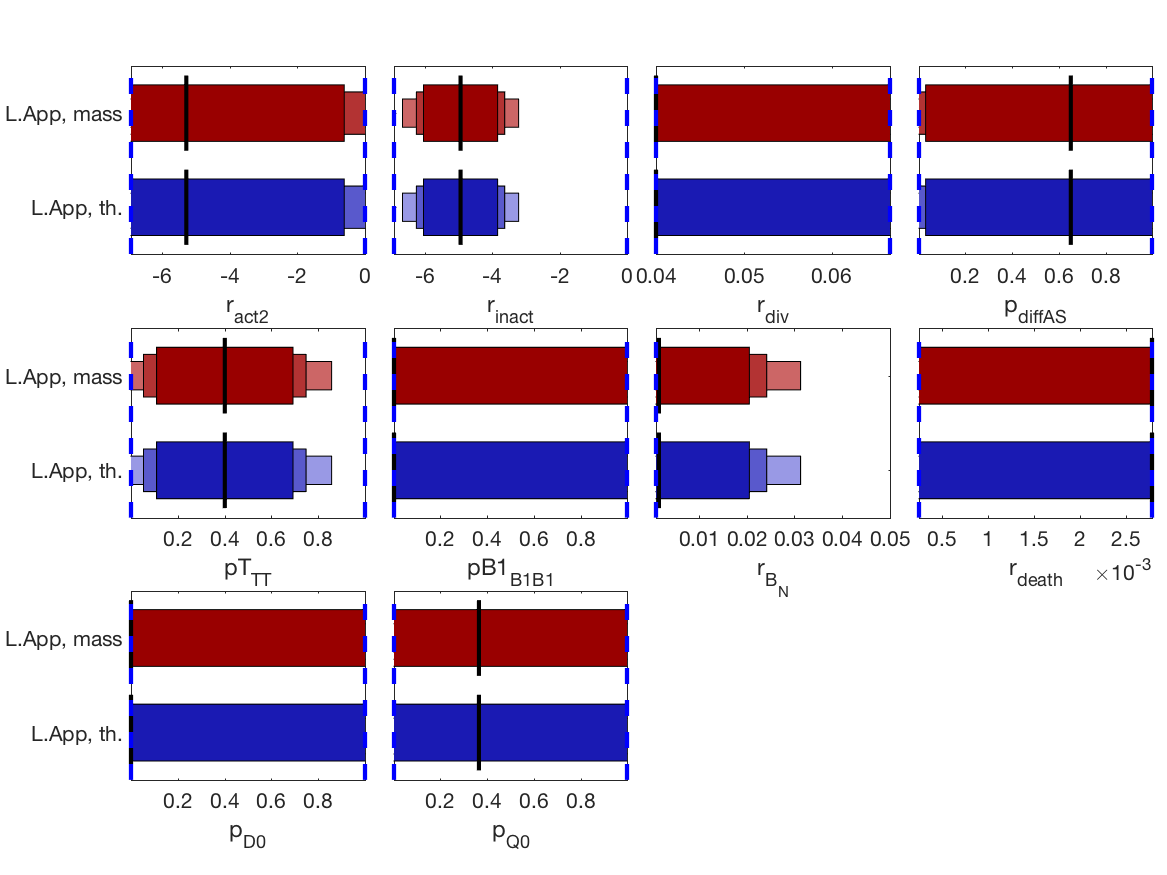 L.App, mass
L.App, th.
-6 -4 -2 0
r_act2
-6 -4 -2 0
r_inact
0.04 0.05 0.06
r_div
0.2 0.4 0.6 0.8
p_diffAS
L.App, mass
L.App, th.
0.2 0.4 0.6 0.8
pT_TT
0.2 0.4 0.6 0.8
pB1_B1B1
0.01 0.02 0.03 0.04 0.05
r_B_N
0.5 1 1.5 2 2.5
r_death
×10^-3
L.App, mass
L.App, th.
0.2 0.4 0.6 0.8
p_D0
0.2 0.4 0.6 0.8
p_Q0